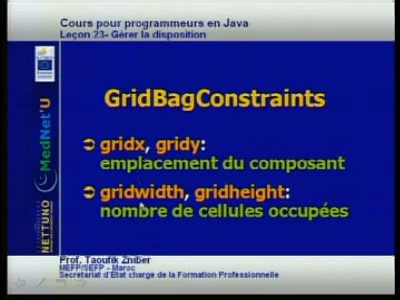 Cours pour programmeurs en Java
Leçon 23- Gérer la disposition
GridBagConstraints
gridx, gridy:
emplacement du composant
gridwidth, gridheight:
nombre de cellules occupées
NETTUNO MedNet'U
Prof. Taoufik Zniber
MEFP/SEFP - Maroc
Secrétariat d'Etat chargé de la Formation Professionnelle